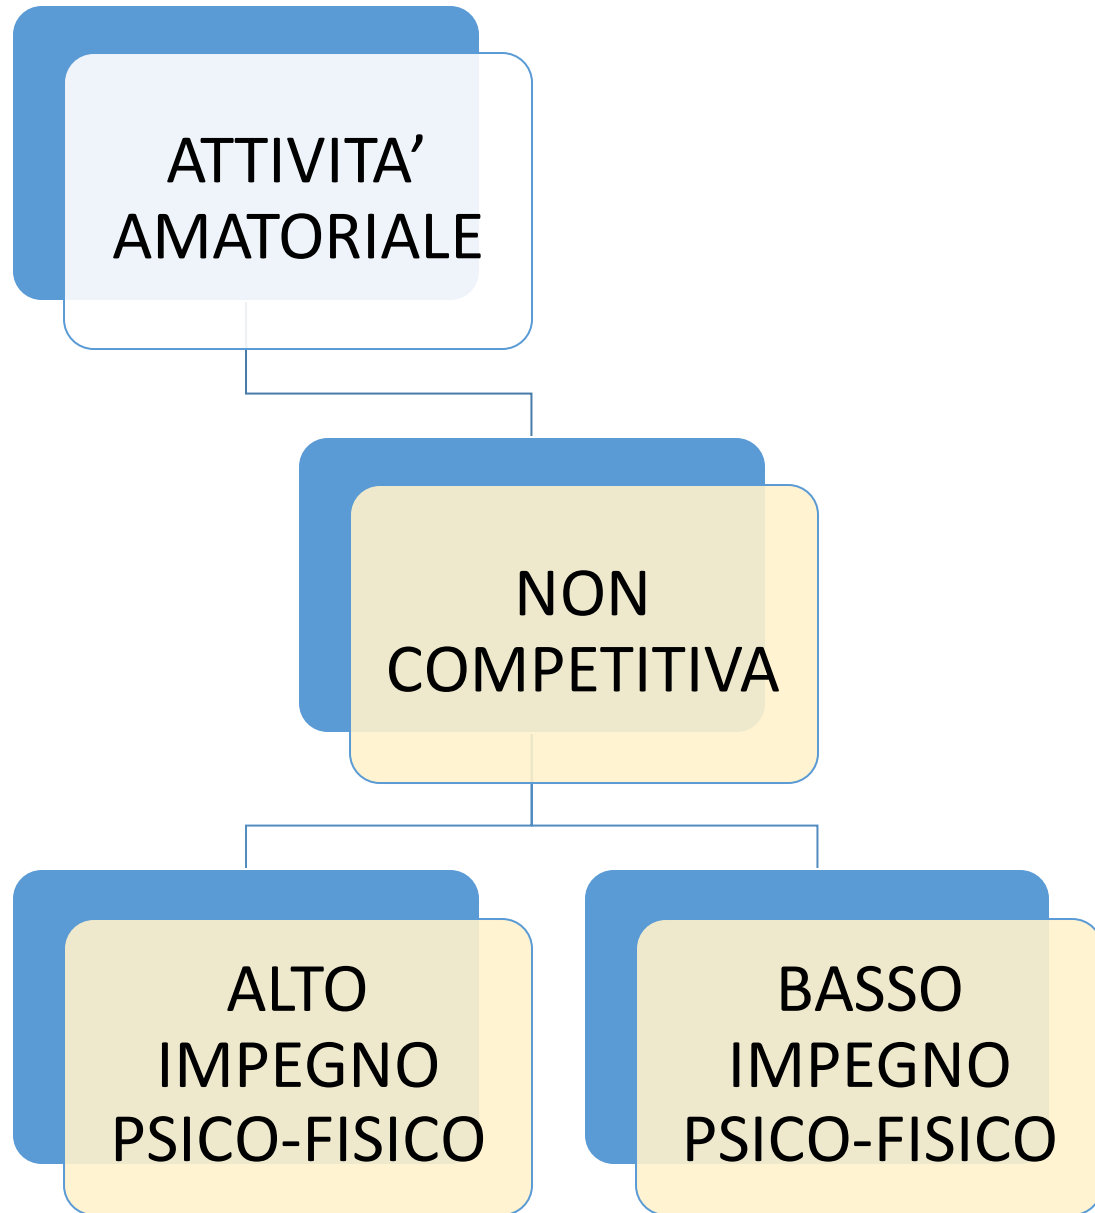 ATTIVITA’
AMATORIALE
NON
COMPETITIVA
ALTO
IMPEGNO
PSICO-FISICO
BASSO
IMPEGNO
PSICO-FISICO